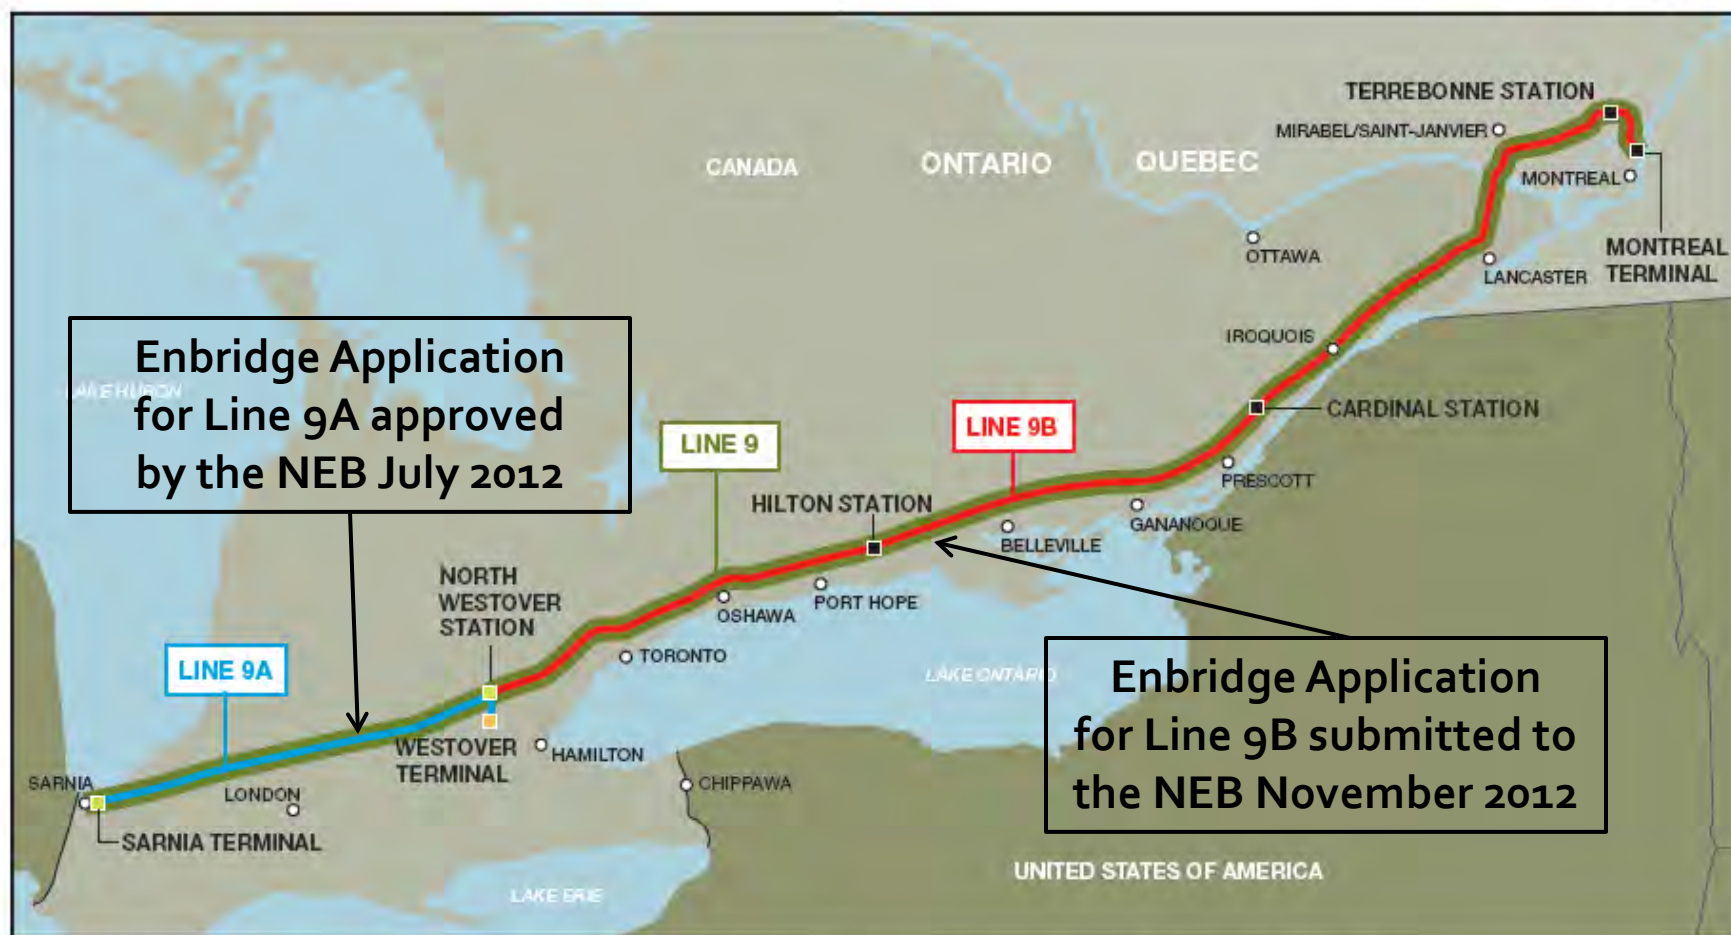 TERREBONNE STATION
MIRABEL/SAINT-JANVIER
CANADA
ONTARIO
QUEBEC
MONTREAL
OTTAWA
MONTREAL
TERMINAL
LANCASTER
IROQUOIS
Enbridge Application
for Line 9A approved
by the NEB July 2012
LAKE HURON
LINE 9
LINE 9B
CARDINAL STATION
PRESCOTT
HILTON STATION
GANANOQUE
BELLEVILLE
NORTH
WESTOVER
STATION
OSHAWA
PORT HOPE
TORONTO
LINE 9A
LAKE ONTARIO
Enbridge Application
for Line 9B submitted to
the NEB November 2012
WESTOVER
TERMINAL
HAMILTON
CHIPPAWA
SARNIA
LONDON
SARNIA TERMINAL
UNITED STATES OF AMERICA
LAKE ERIE